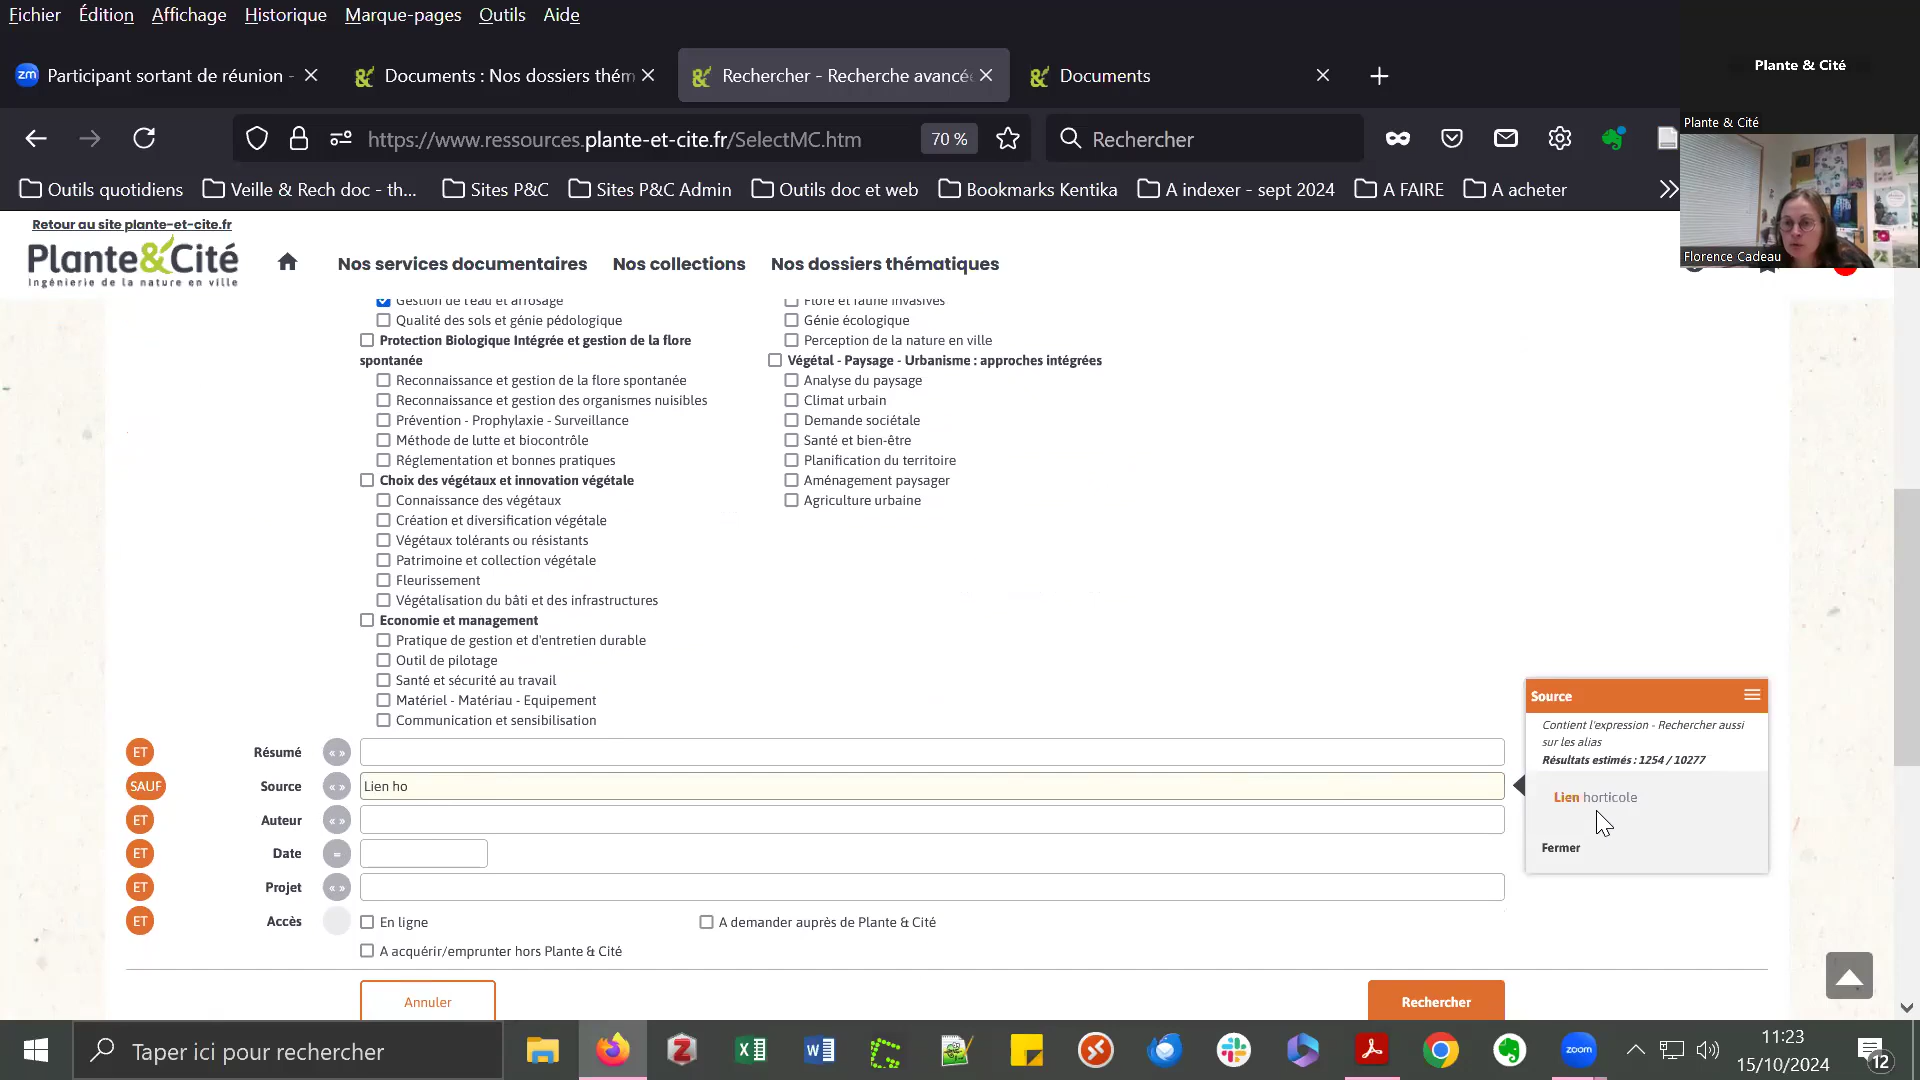 Fichier Édition Affichage Historique Marque-pages Outils Aide
zm Participant sortant de réunion -
Documents : Nos dossiers thém
Rechercher - Recherche avancée
Documents
Plante & Cité
https://www.ressources.plante-et-cite.fr/SelectMC.htm
70 %
Rechercher
Plante & Cité
Outils quotidiens
Veille & Rech doc - th...
Sites P&C
Sites P&C Admin
Outils doc et web
Bookmarks Kentika
A indexer - sept 2024
A FAIRE
A acheter
Florence Cadeau
Retour au site plante-et-cite.fr
Plante&Cité
Ingénierie de la nature en ville
Nos services documentaires
Nos collections
Nos dossiers thématiques
Gestion de l'eau et arrosage
Qualité des sols et génie pédologique
Protection Biologique Intégrée et gestion de la flore
spontanée
Reconnaissance et gestion de la flore spontanée
Reconnaissance et gestion des organismes nuisibles
Prévention - Prophylaxie - Surveillance
Méthode de lutte et biocontrôle
Réglementation et bonnes pratiques
Choix des végétaux et innovation végétale
Connaissance des végétaux
Création et diversification végétale
Végétaux tolérants ou résistants
Patrimoine et collection végétale
Fleurissement
Végétalisation du bâti et des infrastructures
Economie et management
Pratique de gestion et d'entretien durable
Outil de pilotage
Santé et sécurité au travail
Matériel - Matériau - Equipement
Communication et sensibilisation
Flore et faune invasives
Génie écologique
Perception de la nature en ville
Végétal - Paysage - Urbanisme : approches intégrées
Analyse du paysage
Climat urbain
Demande sociétale
Santé et bien-être
Planification du territoire
Aménagement paysager
Agriculture urbaine
ET Résumé « »
SAUF Source « » Lien ho
ET Auteur « »
ET Date =
ET Projet « »
ET Accès En ligne A demander auprès de Plante & Cité
A acquérir/emprunter hors Plante & Cité
Source
Contient l'expression - Rechercher aussi
sur les alias
Résultats estimés : 1254 / 10277
Lien horticole
Fermer
Annuler
Rechercher
Taper ici pour rechercher
zoom
11:23
15/10/2024
12